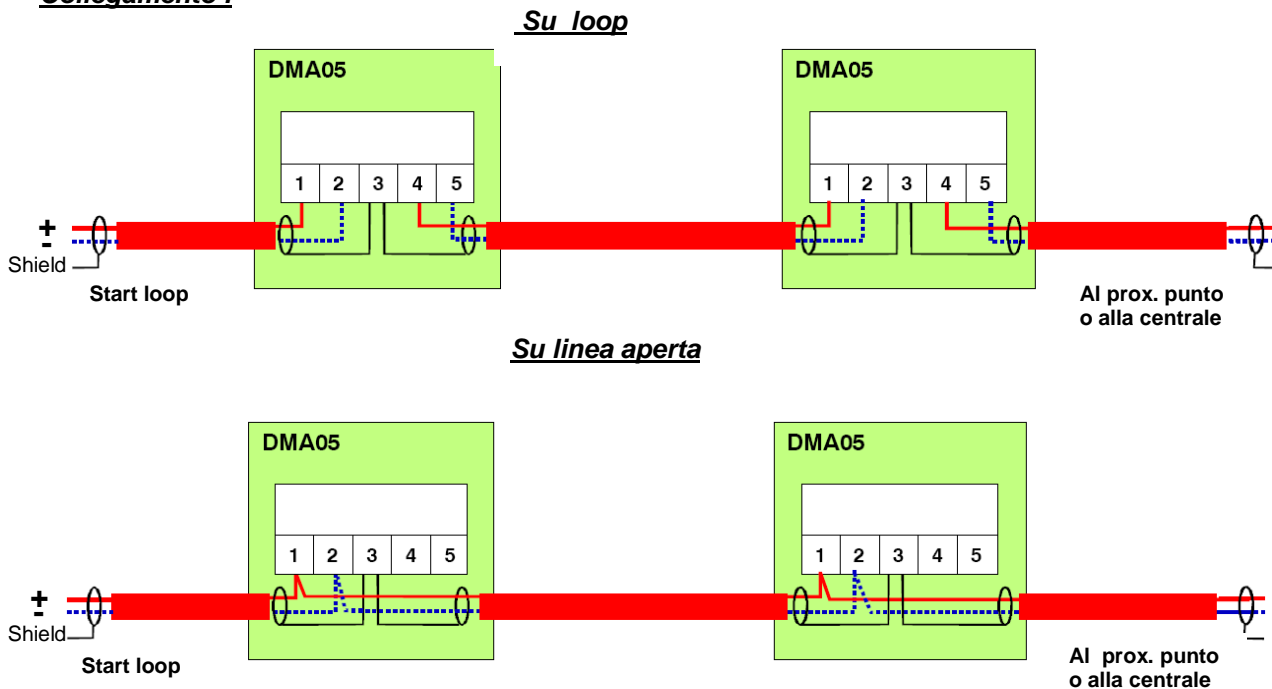 Collegamento :
Su loop
DMA05
DMA05
1 2 3 4 5
1 2 3 4 5
+
-
Shield
Start loop
Al prox. punto
o alla centrale
Su linea aperta
DMA05
DMA05
1 2 3 4 5
1 2 3 4 5
+
-
Shield
Start loop
Al prox. punto
o alla centrale